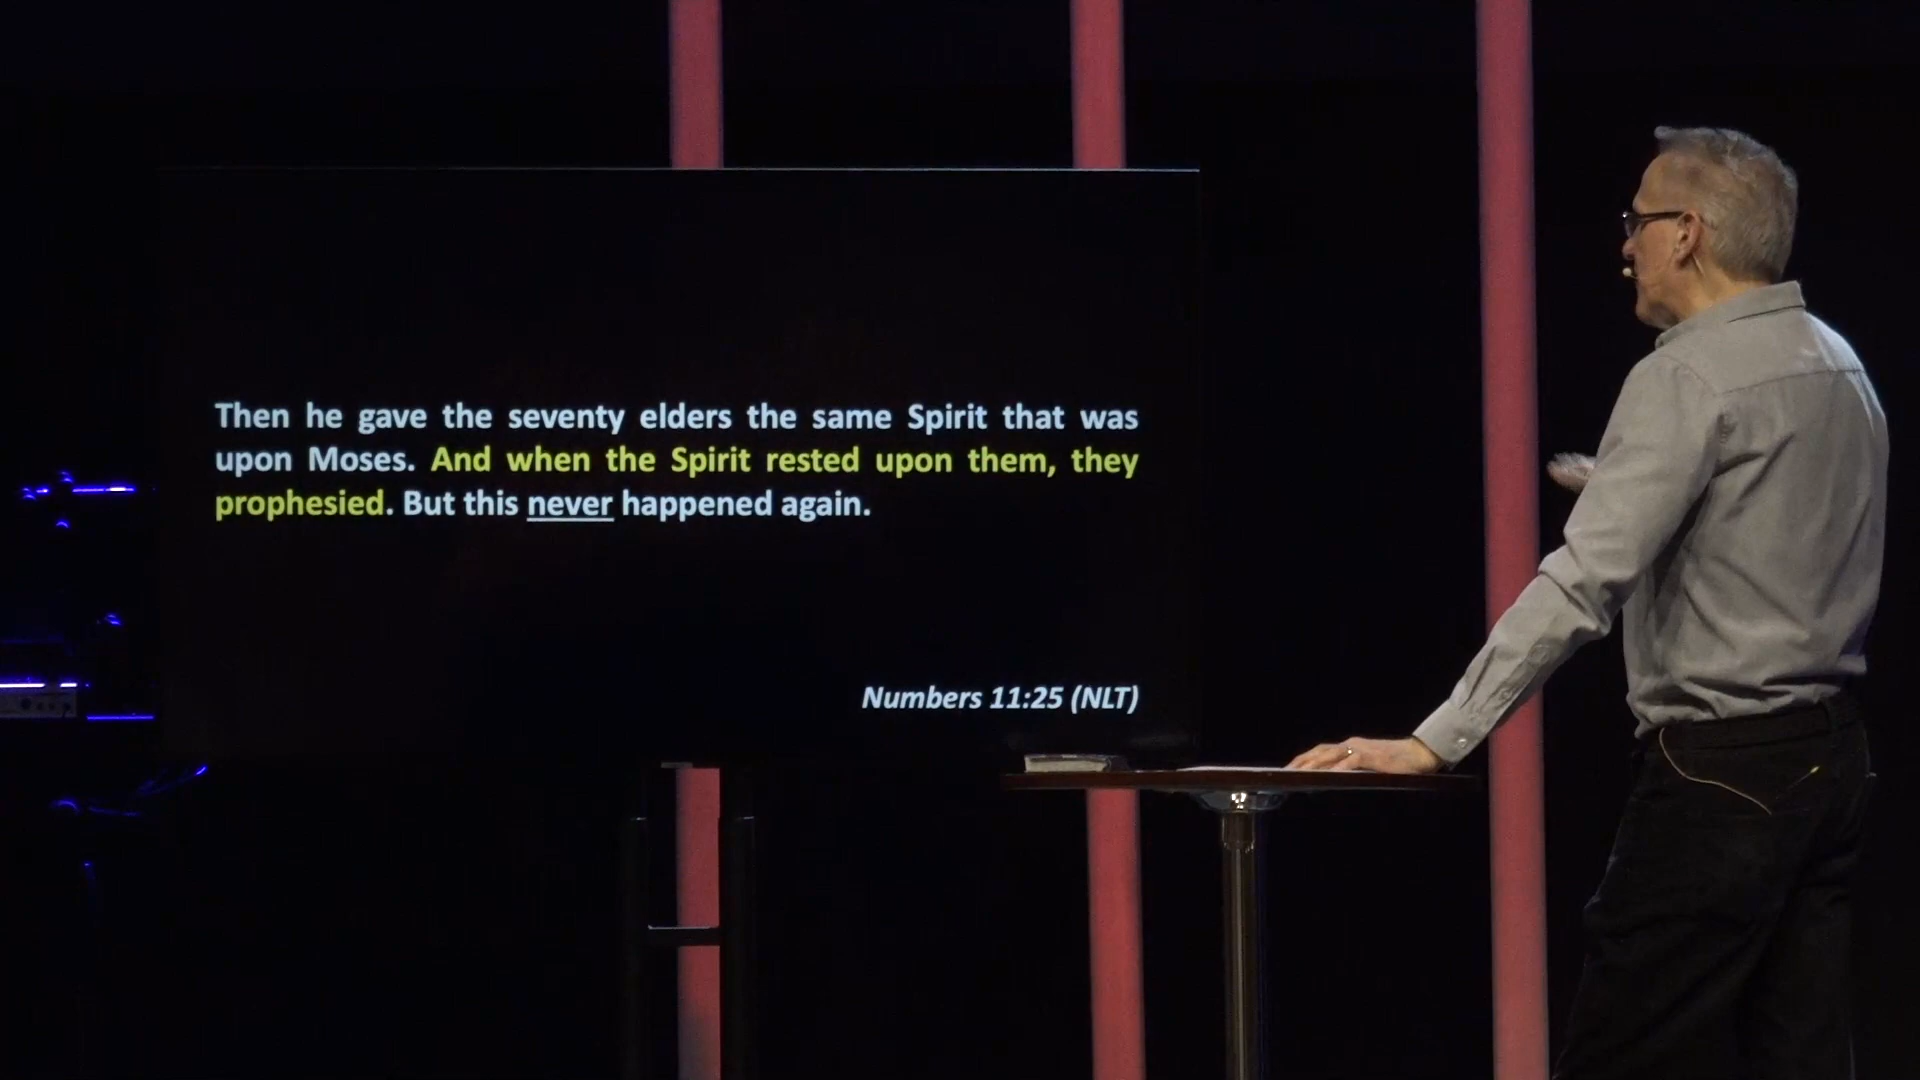 Then he gave the seventy elders the same Spirit that was
upon Moses. And when the Spirit rested upon them, they
prophesied. But this never happened again.
Numbers 11:25 (NLT)